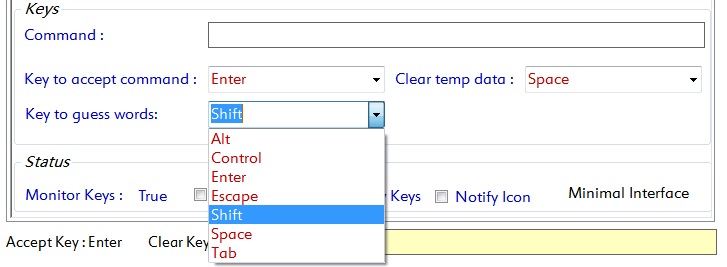 Keys
Command :
Key to accept command : Enter Clear temp data : Space
Key to guess words: Shift
Alt
Control
Enter
Escape
Shift
Space
Tab
Status
Monitor Keys : True Keys Notify Icon Minimal Interface
Accept Key : Enter Clear Key